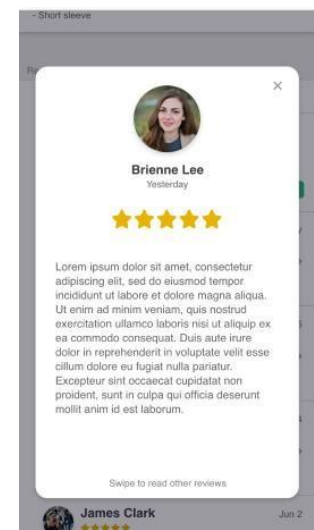 - Short sleeve
Re
Brienne Lee
Yesterday
Lorem ipsum dolor sit amet, consectetur
adipiscing elit, sed do eiusmod tempor
incididunt ut labore et dolore magna aliqua.
Ut enim ad minim veniam, quis nostrud
exercitation ullamco laboris nisi ut aliquip ex
ea commodo consequat. Duis aute irure
dolor in reprehenderit in voluptate velit esse
cillum dolore eu fugiat nulla pariatur.
Excepteur sint occaecat cupidatat non
proident, sunt in culpa qui officia deserunt
mollit anim id est laborum.
Swipe to read other reviews
James Clark
Jun 2